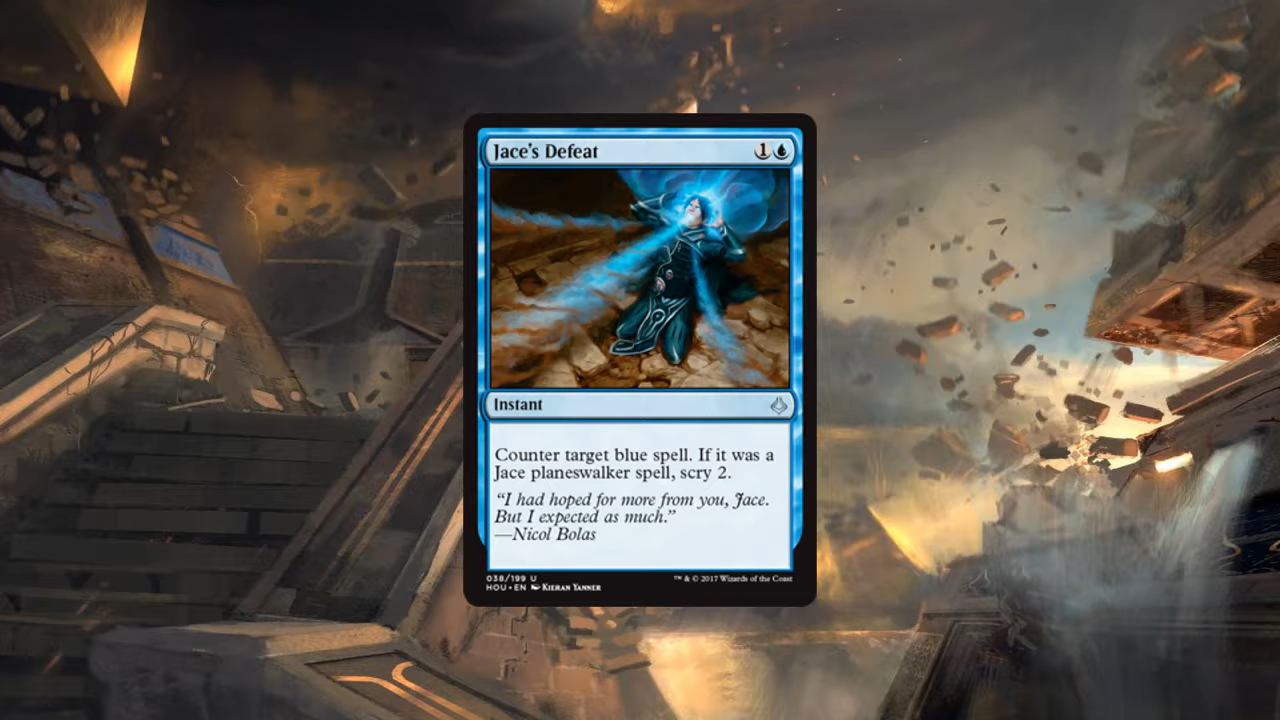 Jace's Defeat 1
Instant
Counter target blue spell. If it was a
Jace planeswalker spell, scry 2.
“I had hoped for more from you, Jace.
But I expected as much.”
—Nicol Bolas
038/199 U
HOU • EN Kieran Yanner
™ & © 2017 Wizards of the Coast